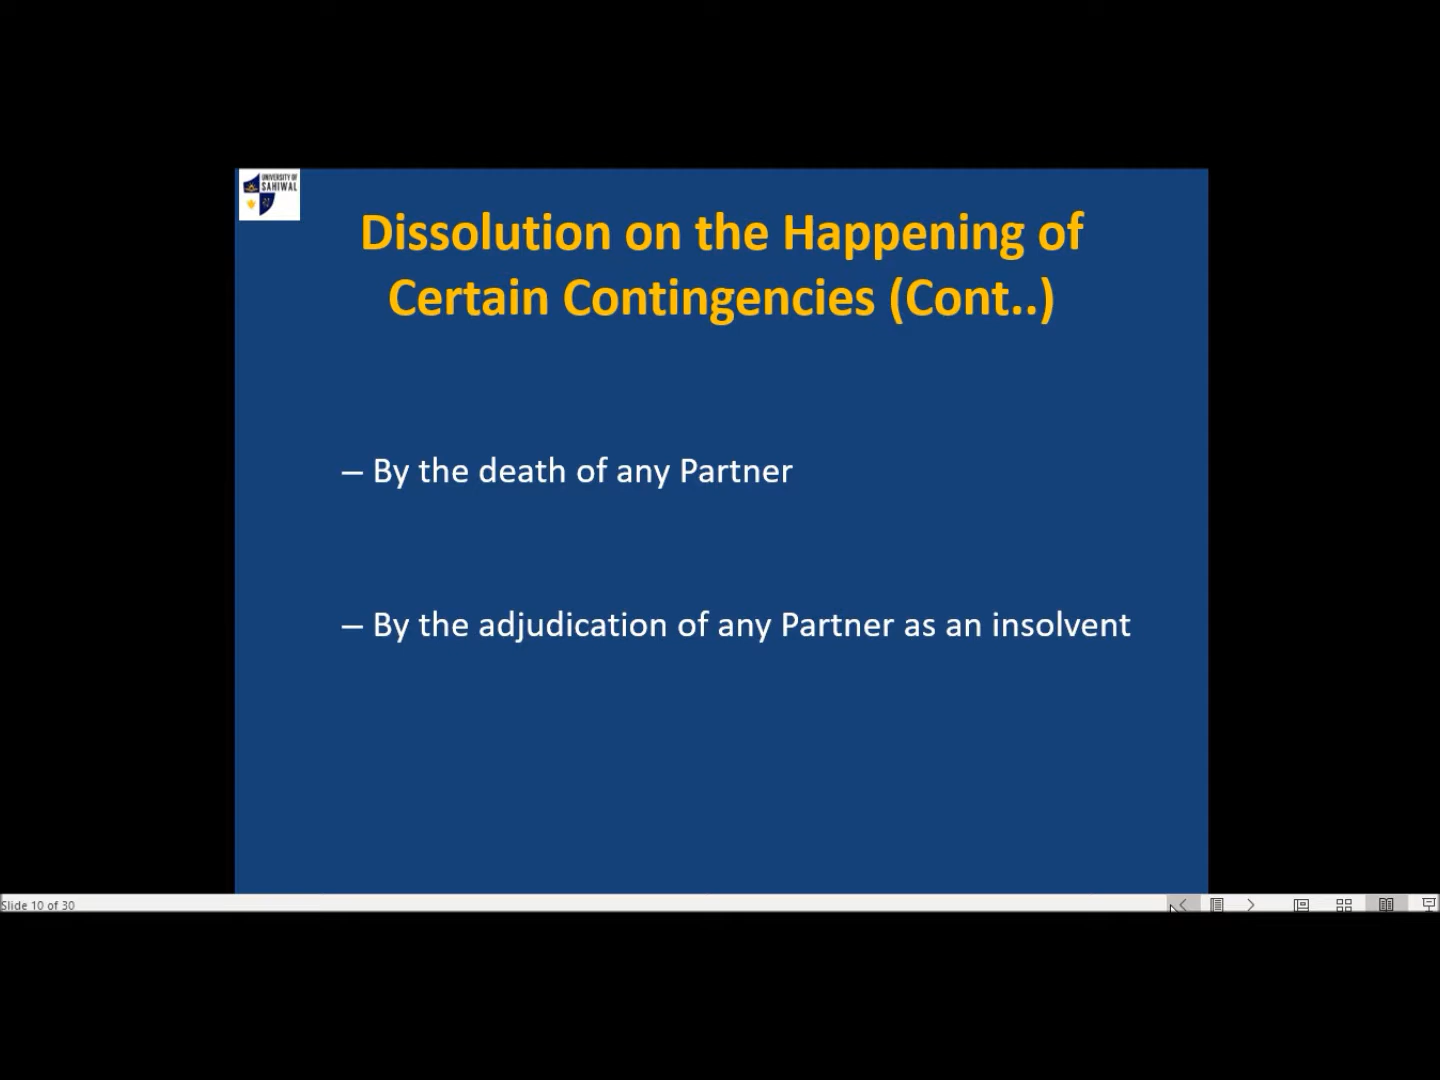 UNIVERSITY OF
SAHIWAL
Dissolution on the Happening of
Certain Contingencies (Cont..)
– By the death of any Partner
– By the adjudication of any Partner as an insolvent
Slide 10 of 30